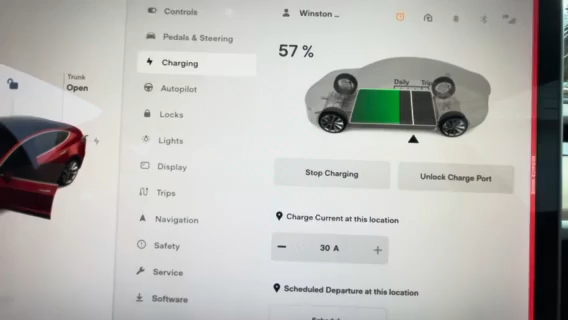 Controls
Winston ..
Pedals & Steering
57 %
Charging
Trunk
Open
Daily
Autopilot
Locks
Lights
Stop Charging
Unlock Charge Port
Display
Trips
Charge Current at this location
Navigation
Safety
− 30 A +
Service
Scheduled Departure at this location
Software